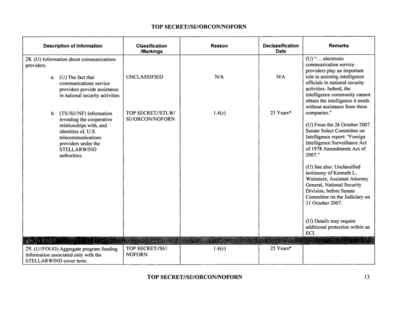 TOP SECRET//SI//ORCON/NOFORN
Description of Information
Classification
/Markings
Reason
Declassification
Date
Remarks
28. (U) Information about communications
providers.
a. (U) The fact that
communications service
providers provide assistance
in national security activities
UNCLASSIFIED
N/A
N/A
b. (TS//SI//NF) Information
revealing the cooperative
relationships with, and
identities of, U.S.
telecommunications
providers under the
STELLARWIND
authorities.
TOP SECRET//STLW/
SI//ORCON/NOFORN
1.4(c)
25 Years*
(U) "... electronic
communication service
providers play an important
role in assisting intelligence
officials in national security
activities. Indeed, the
intelligence community cannot
obtain the intelligence it needs
without assistance from these
companies."
(U) From the 26 October 2007
Senate Select Committee on
Intelligence report: "Foreign
Intelligence Surveillance Act
of 1978 Amendments Act of
2007."
(U) See also: Unclassified
testimony of Kenneth L.
Wainstein, Assistant Attorney
General, National Security
Division, before Senate
Committee on the Judiciary on
31 October 2007.
(U) Details may require
additional protection within an
ECI.
29. (U//FOUO) Aggregate program funding
information associated only with the
STELLARWIND cover term.
TOP SECRET//SI//
NOFORN
1.4(c)
25 Years*
TOP SECRET//SI//ORCON/NOFORN
13